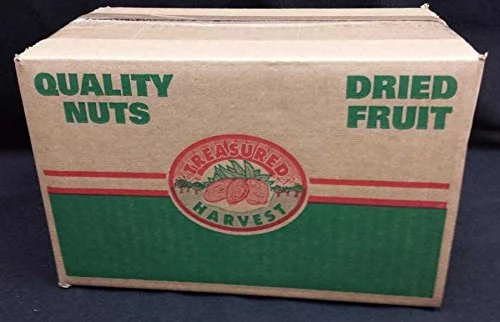 QUALITY
NUTS
DRIED
FRUIT
TREASURED
HARVEST